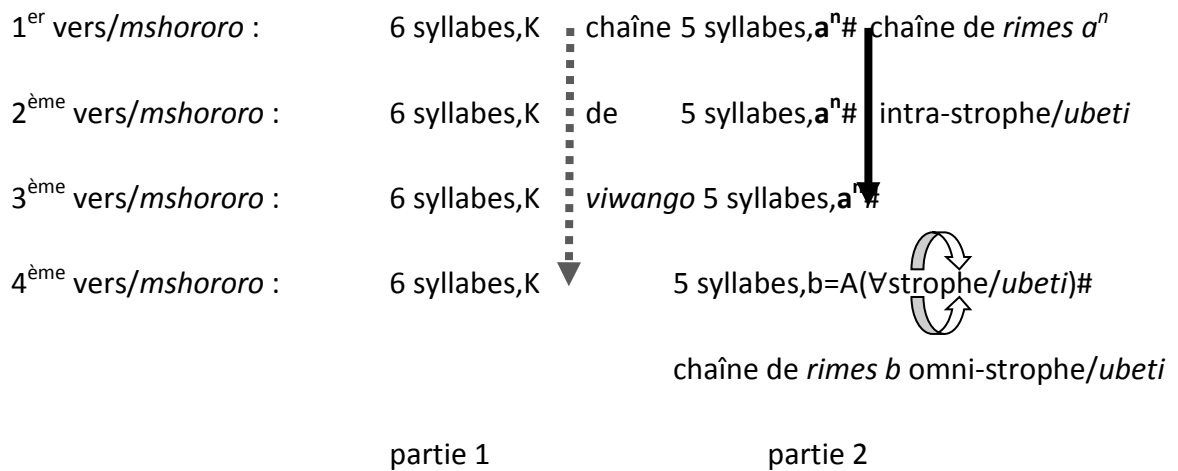 1er vers/mshororo : 6 syllabes,K chaîne 5 syllabes,an# chaîne de rimes an
2ème vers/mshororo : 6 syllabes,K de 5 syllabes,an# intra-strophe/ubeti
3ème vers/mshororo : 6 syllabes,K viwango 5 syllabes,an#
4ème vers/mshororo : 6 syllabes,K 5 syllabes,b=A(∀strophe/ubeti)#
chaîne de rimes b omni-strophe/ubeti
partie 1 partie 2